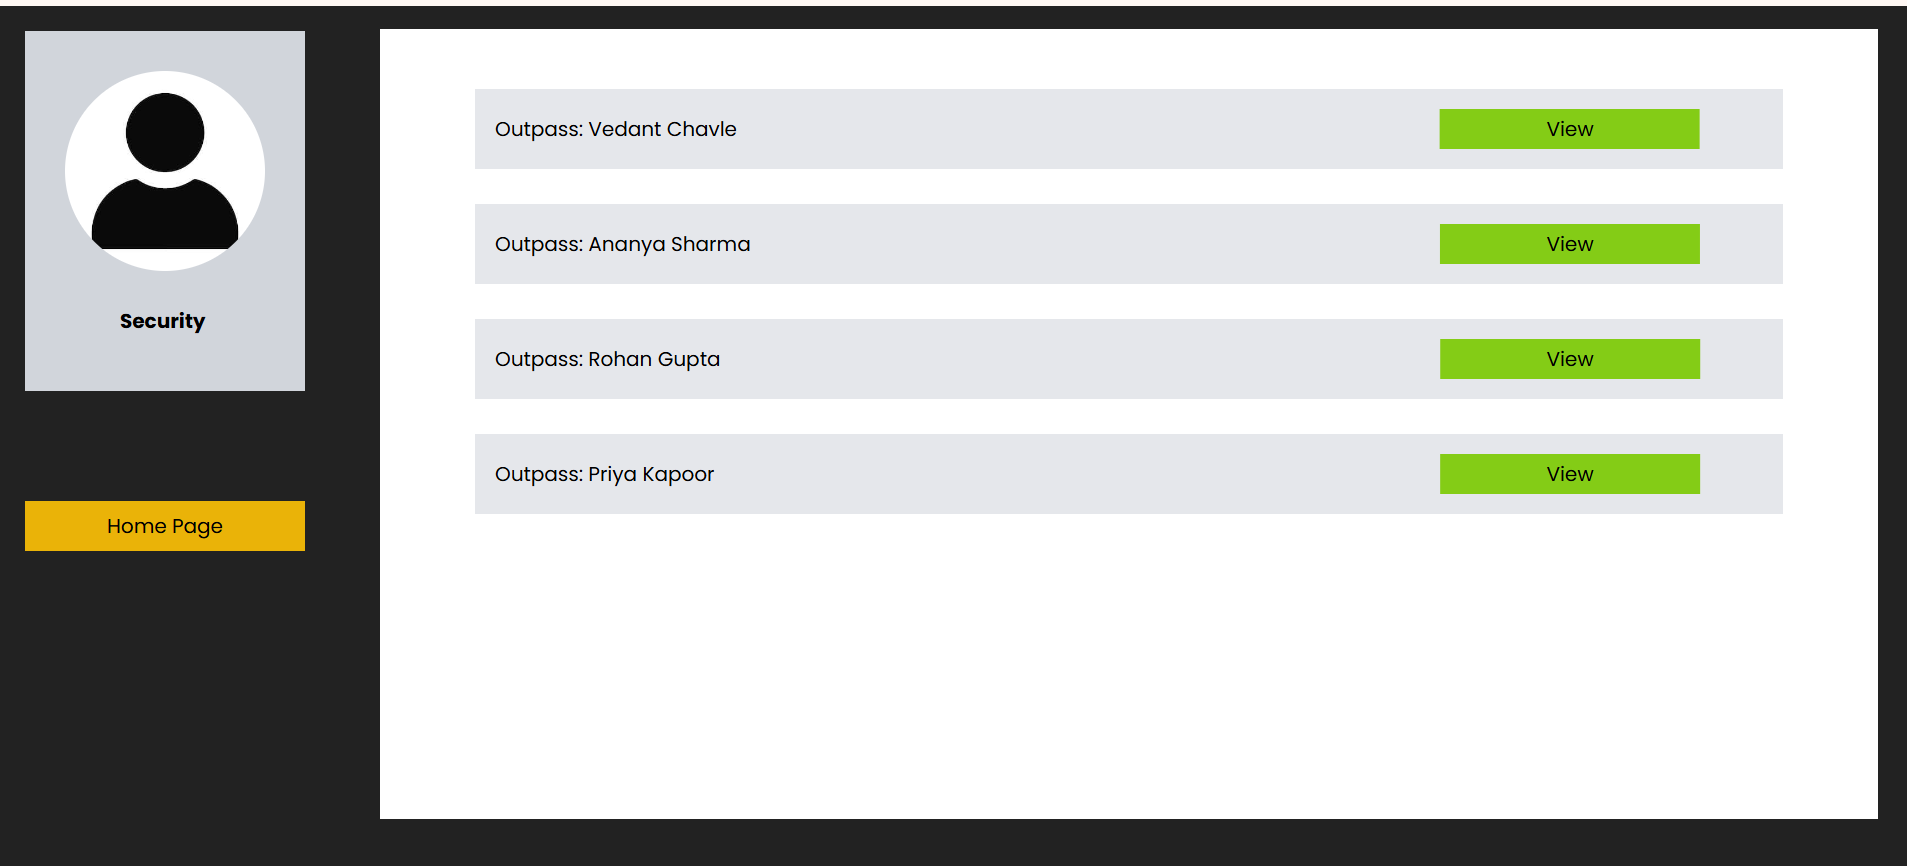 Security
Home Page
Outpass: Vedant Chavle
View
Outpass: Ananya Sharma
View
Outpass: Rohan Gupta
View
Outpass: Priya Kapoor
View